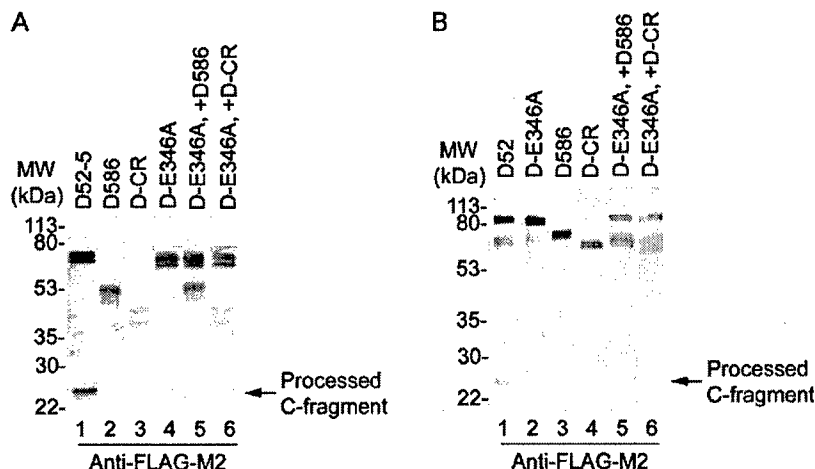 A
MW
(kDa)
D52-5
D586
D-CR
D-E346A
D-E346A, +D586
D-E346A, +D-CR
113-
80-
53-
35-
30-
22-
Processed
C-fragment
1 2 3 4 5 6
Anti-FLAG-M2
B
MW
(kDa)
D52
D-E346A
D586
D-CR
D-E346A, +D586
D-E346A, +D-CR
113-
80-
53-
35-
30-
22-
Processed
C-fragment
1 2 3 4 5 6
Anti-FLAG-M2